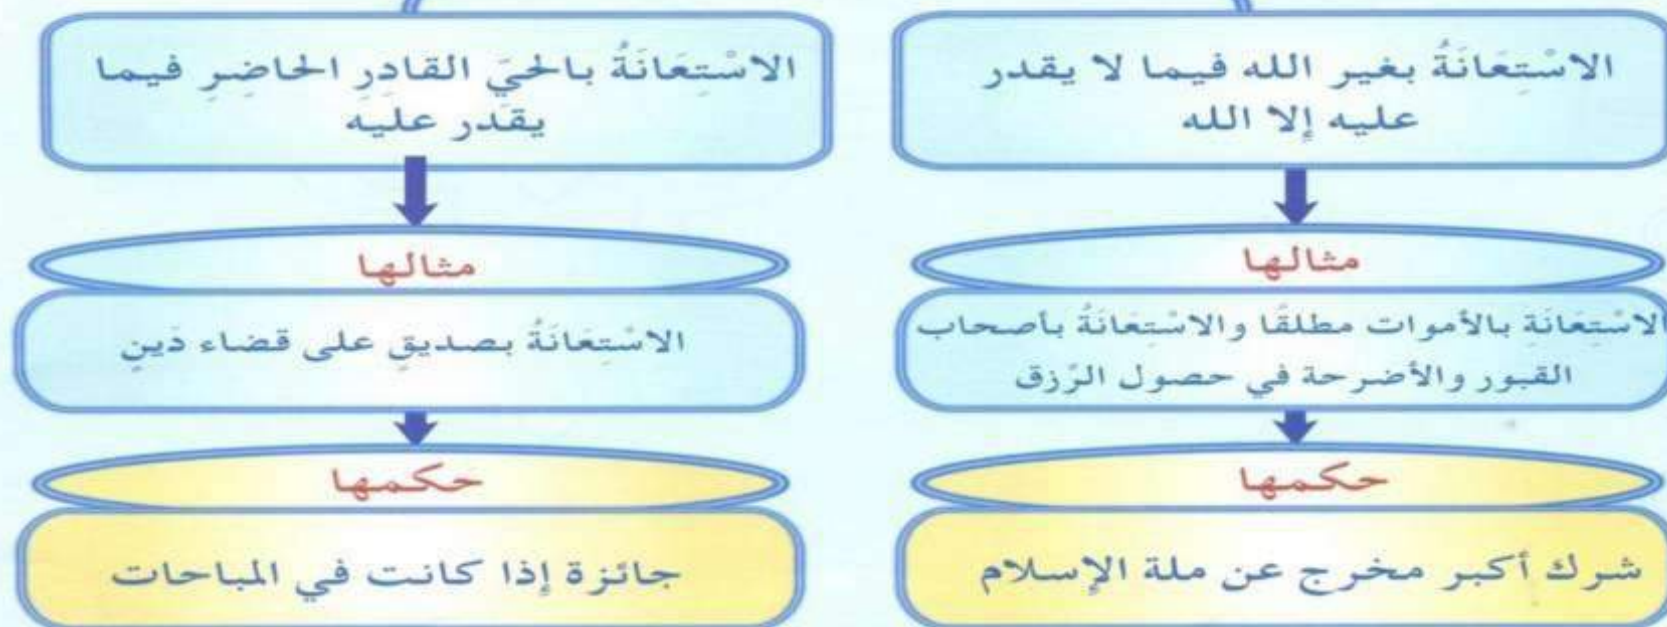 الاسْتِعَانَةُ بغير الله فيما لا يقدر
عليه إلا الله
مثالها
الاسْتِعَانَةِ بالأموات مطلقًا والاسْتِعَانَةُ بأصحاب
القبور والأضرحة في حصول الرِّزق
حكمها
شرك أكبر مخرج عن ملة الإسلام
الاسْتِعَانَةُ بالحيّ القادِرِ الحاضِرِ فيما
يقدر عليه
مثالها
الاسْتِعَانَةُ بصديقٍ على قضاء دَينٍ
حكمها
جائزة إذا كانت في المباحات